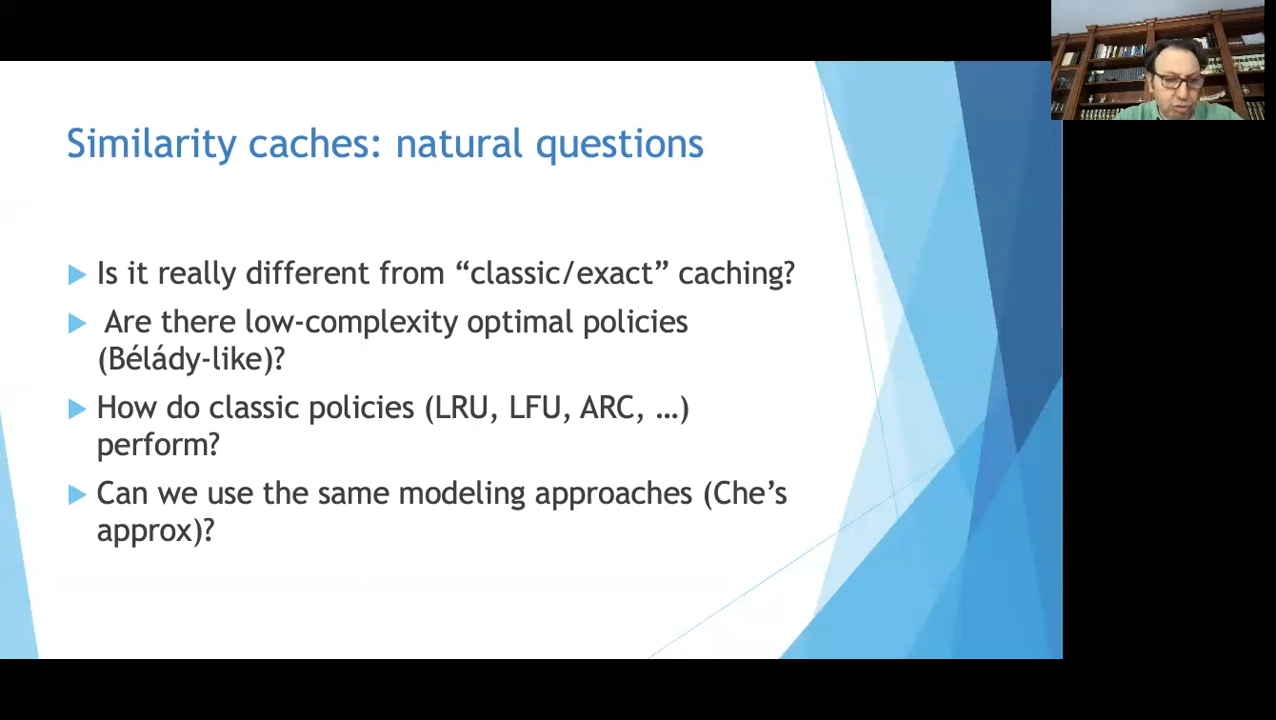 Similarity caches: natural questions
Is it really different from “classic/exact” caching?
Are there low-complexity optimal policies
(Bélády-like)?
How do classic policies (LRU, LFU, ARC, …)
perform?
Can we use the same modeling approaches (Che’s
approx)?